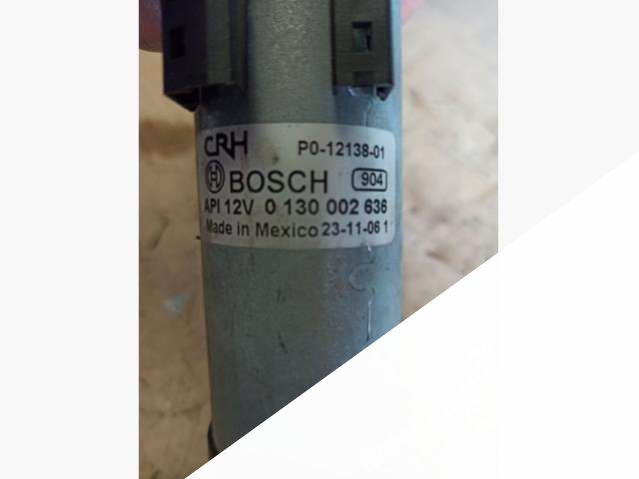 CRH P0-12138-01
BOSCH 904
API 12V 0 130 002 636
Made in Mexico 23-11-06 1